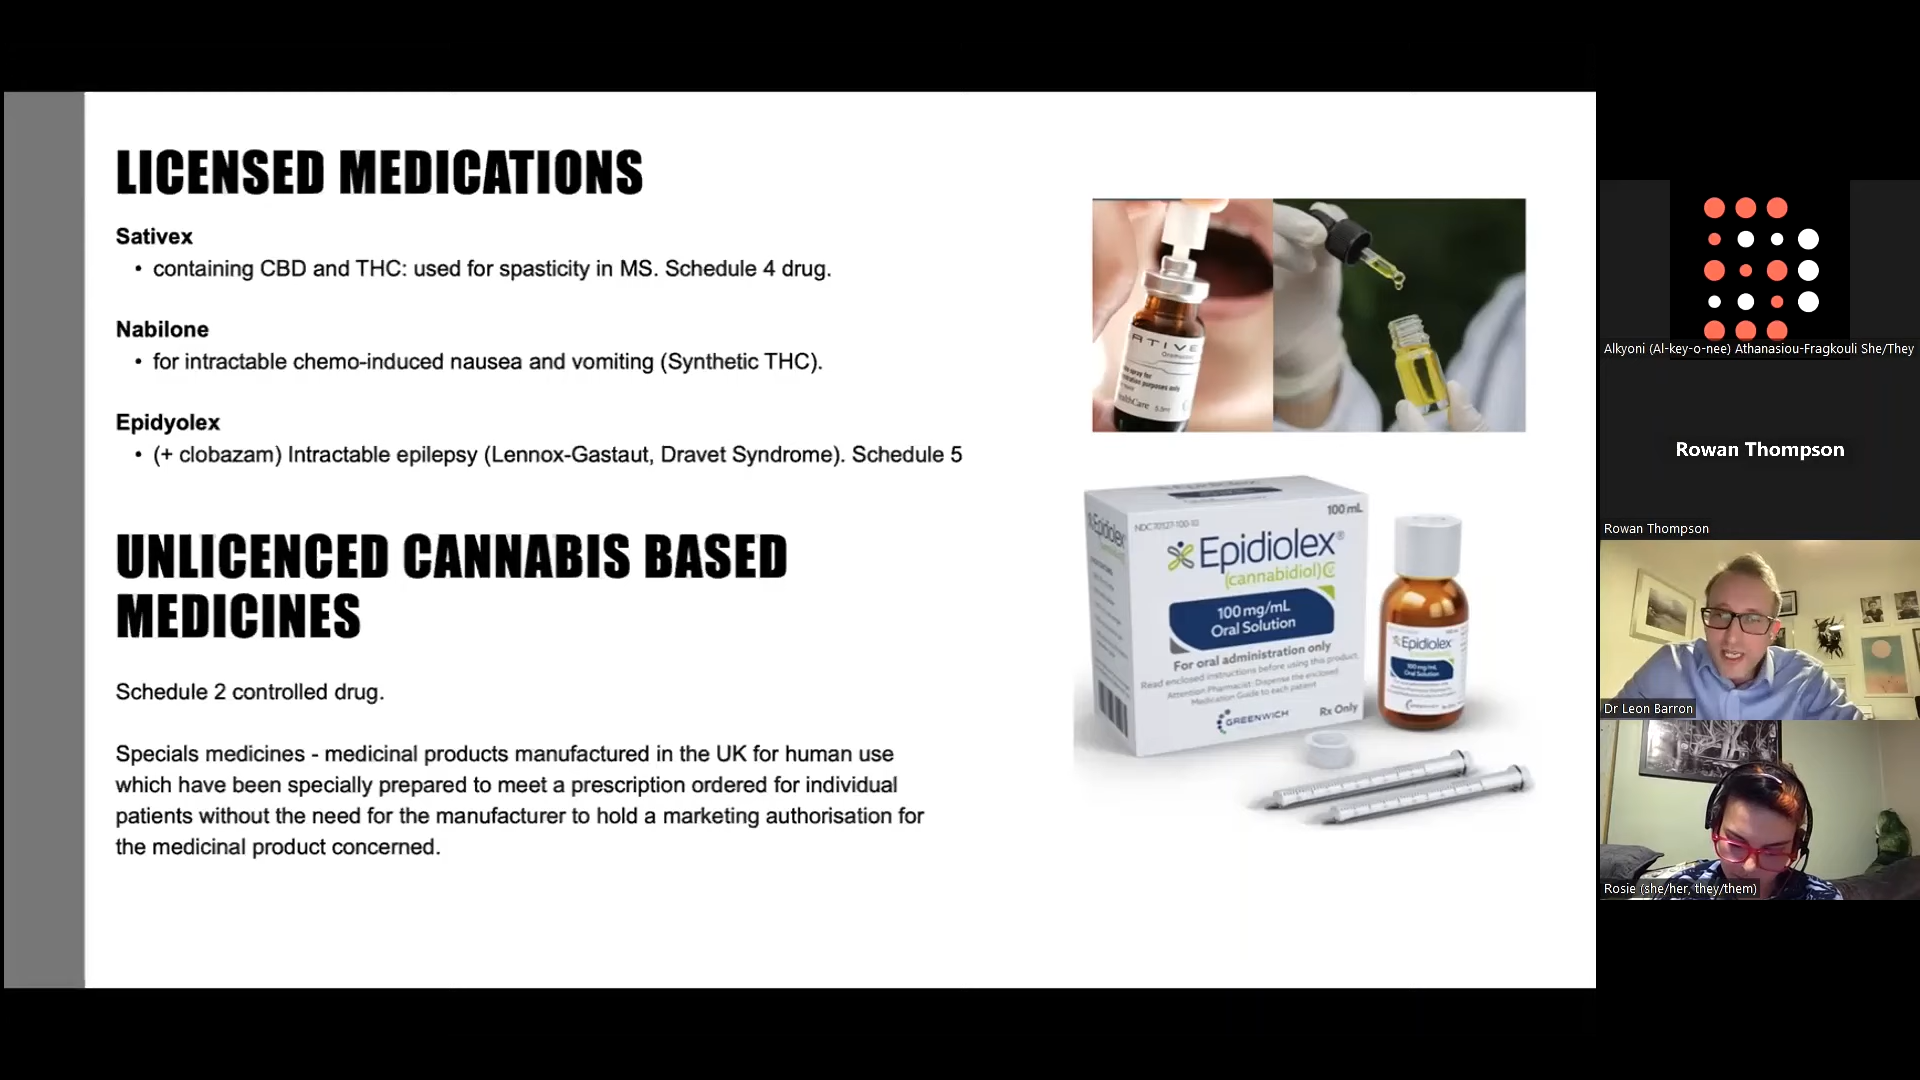 LICENSED MEDICATIONS
Sativex
• containing CBD and THC: used for spasticity in MS. Schedule 4 drug.
Nabilone
• for intractable chemo-induced nausea and vomiting (Synthetic THC).
Epidyolex
• (+ clobazam) Intractable epilepsy (Lennox-Gastaut, Dravet Syndrome). Schedule 5
UNLICENCED CANNABIS BASED
MEDICINES
Schedule 2 controlled drug.
Specials medicines - medicinal products manufactured in the UK for human use
which have been specially prepared to meet a prescription ordered for individual
patients without the need for the manufacturer to hold a marketing authorisation for
the medicinal product concerned.
ATIVE
purposes only
NDC 70127-100-10
100 mL
Epidiolex®
(cannabidiol)
100 mg/mL
Oral Solution
For oral administration only
Read enclosed instructions before using this product.
Attention Pharmacist: Dispense the enclosed
Medication Guide to each patient
GREENWICH
Rx Only
Epidiolex
100 mg/mL
Oral Solution
Alkyoni (Al-key-o-nee) Athanasiou-Fragkouli She/They
Rowan Thompson
Rowan Thompson
Dr Leon Barron
Rosie (she/her, they/them)